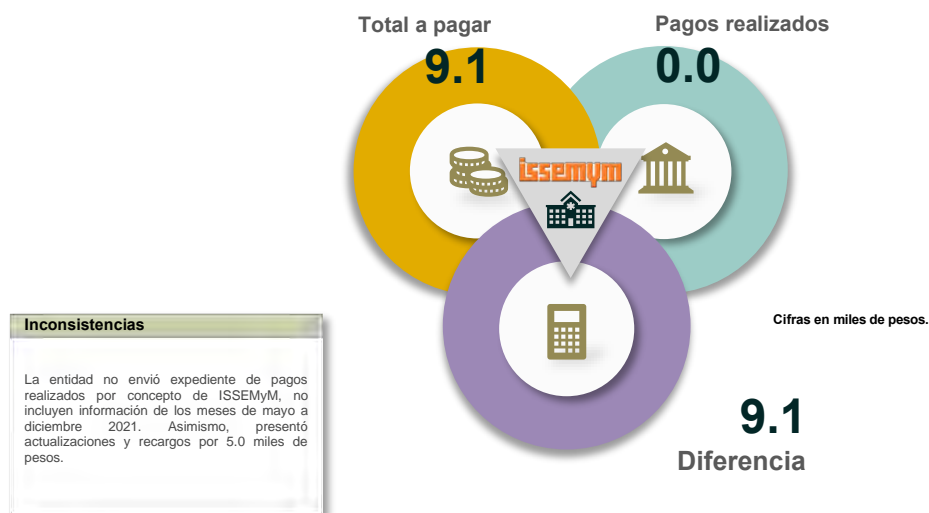 Total a pagar
9.1
Pagos realizados
0.0
issemym
Cifras en miles de pesos.
Inconsistencias
La entidad no envió expediente de pagos
realizados por concepto de ISSEMyM, no
incluyen información de los meses de mayo a
diciembre 2021. Asimismo, presentó
actualizaciones y recargos por 5.0 miles de
pesos.
9.1
Diferencia